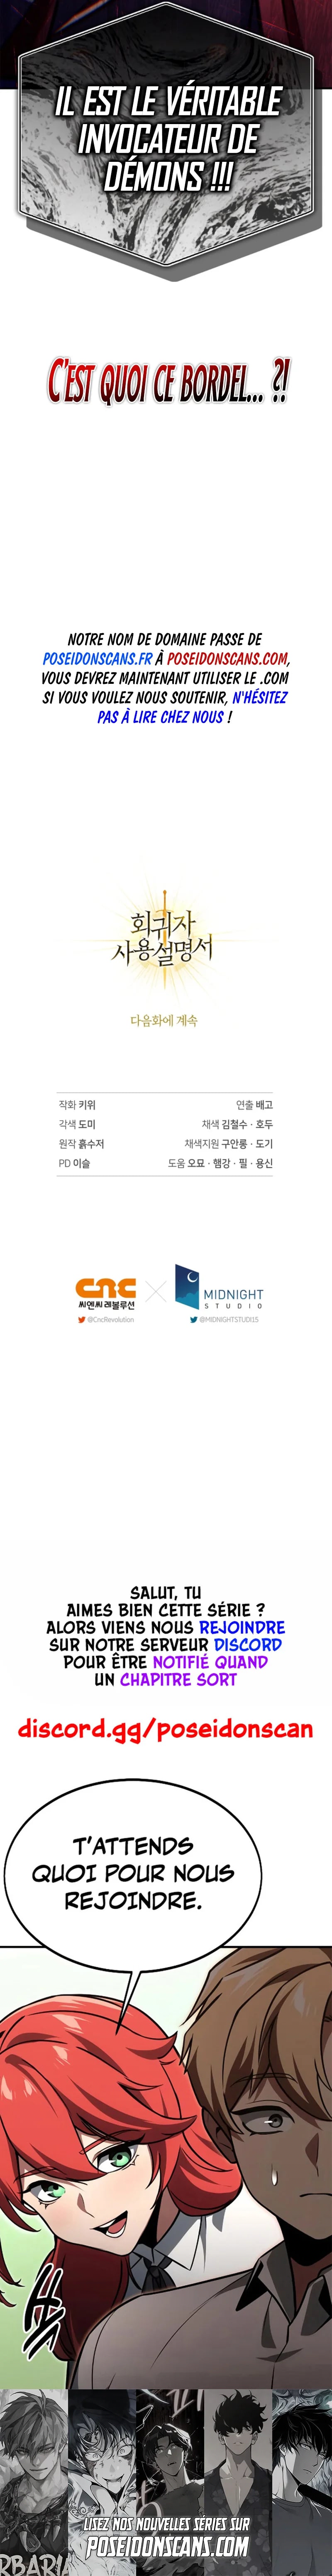 IL EST LE VÉRITABLE
INVOCATEUR DE
DÉMONS !!!
C'EST QUOI CE BORDEL... ?!
NOTRE NOM DE DOMAINE PASSE DE
POSEIDONSCANS.FR À POSEIDONSCANS.COM,
VOUS DEVREZ MAINTENANT UTILISER LE .COM
SI VOUS VOULEZ NOUS SOUTENIR, N'HÉSITEZ
PAS À LIRE CHEZ NOUS !
회귀자
사용설명서
다음화에 계속
작화 키위 연출 배고
각색 도미 채색 김철수 · 호두
원작 흙수저 채색지원 구안롱 · 도기
PD 이슬 도움 오묘 · 햄강 · 필 · 용신
cnc
씨앤씨레볼루션
@CncRevolution
MIDNIGHT
STUDIO
@MIDNIGHTSTUDI15
SALUT, TU
AIMES BIEN CETTE SÉRIE ?
ALORS VIENS NOUS REJOINDRE
SUR NOTRE SERVEUR DISCORD
POUR ÊTRE NOTIFIÉ QUAND
UN CHAPITRE SORT
discord.gg/poseidonscan
T'ATTENDS
QUOI POUR NOUS
REJOINDRE.
LISEZ NOS NOUVELLES SÉRIES SUR
POSEIDONSCANS.COM